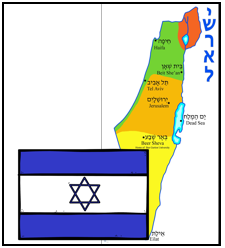 ישראל
חיפה
Haifa
בית שאן
Beit She'an
תל אביב
Tel Aviv
ירושלים
Jerusalem
ים המלח
Dead Sea
באר שבע
Beer Sheva
אילת
Eilat